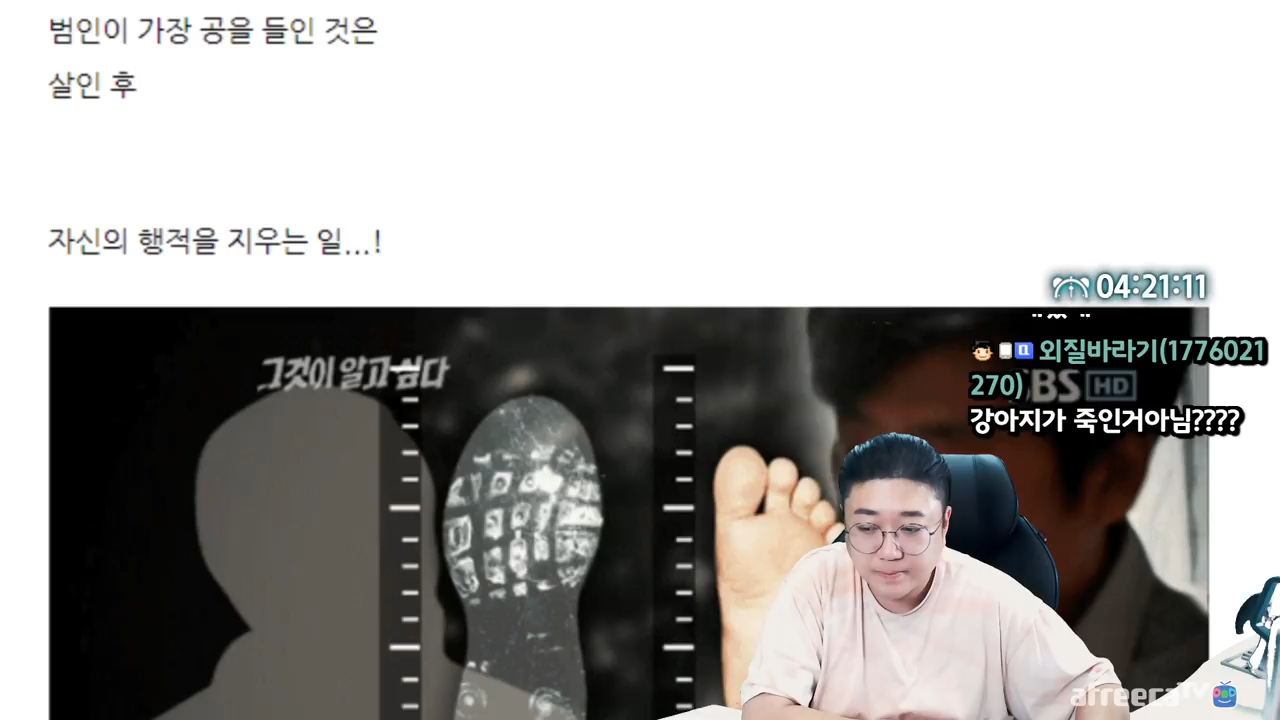 범인이 가장 공을 들인 것은
살인 후
자신의 행적을 지우는 일...!
04:21:11
외질바라기(1776021
270)
강아지가 죽인거아님????
그것이 알고싶다
SBS HD
afreecaTV